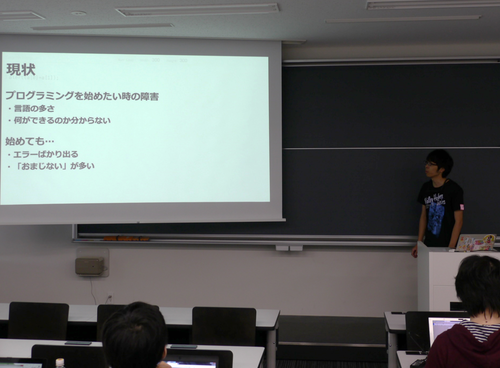 現状
プログラミングを始めたい時の障害
・言語の多さ
・何ができるのか分からない
始めても…
・エラーばかり出る
・「おまじない」が多い